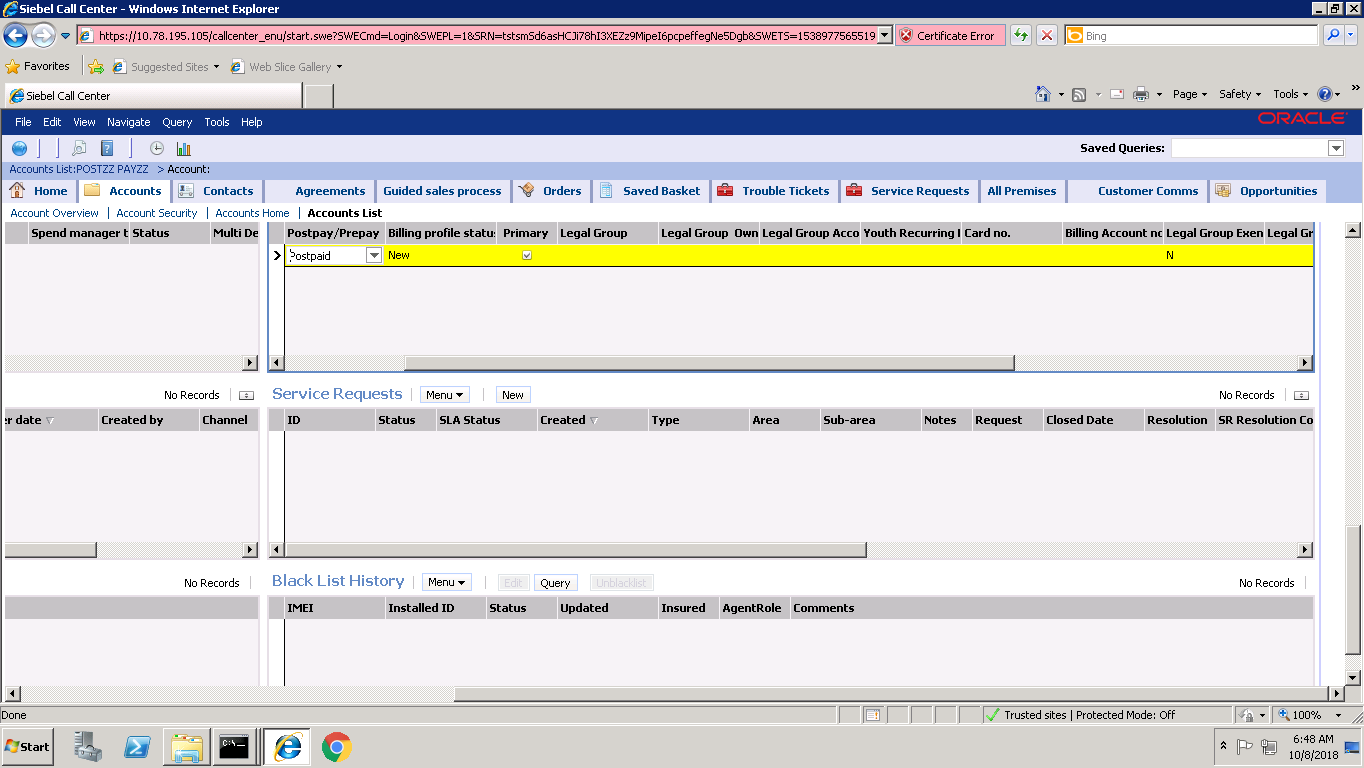 Siebel Call Center - Windows Internet Explorer
https://10.78.195.105/callcenter_enu/start.swe?SWECmd=Login&SWEPL=1&SRN=tstsmSd6asHCJi78hI3XEZz9MipeI6pcpeffegNe5Dgb&SWETS=1538977565519 Certificate Error Bing
Favorites Suggested Sites Web Slice Gallery
Siebel Call Center Page Safety Tools »
File Edit View Navigate Query Tools Help ORACLE
Saved Queries:
Accounts List:POSTZZ PAYZZ > Account:
Home Accounts Contacts Agreements Guided sales process Orders Saved Basket Trouble Tickets Service Requests All Premises Customer Comms Opportunities
Account Overview | Account Security | Accounts Home | Accounts List
Spend manager t Status Multi De Postpay/Prepay Billing profile status Primary Legal Group Legal Group Own Legal Group Acco Youth Recurring Card no. Billing Account no Legal Group Exen Legal Gr
Postpaid New N
No Records Service Requests Menu New No Records
er date Created by Channel ID Status SLA Status Created Type Area Sub-area Notes Request Closed Date Resolution SR Resolution Co
No Records Black List History Menu Edit Query Unblacklist No Records
IMEI Installed ID Status Updated Insured AgentRole Comments
Done Trusted sites | Protected Mode: Off 100%
Start C:\ 6:48 AM
10/8/2018